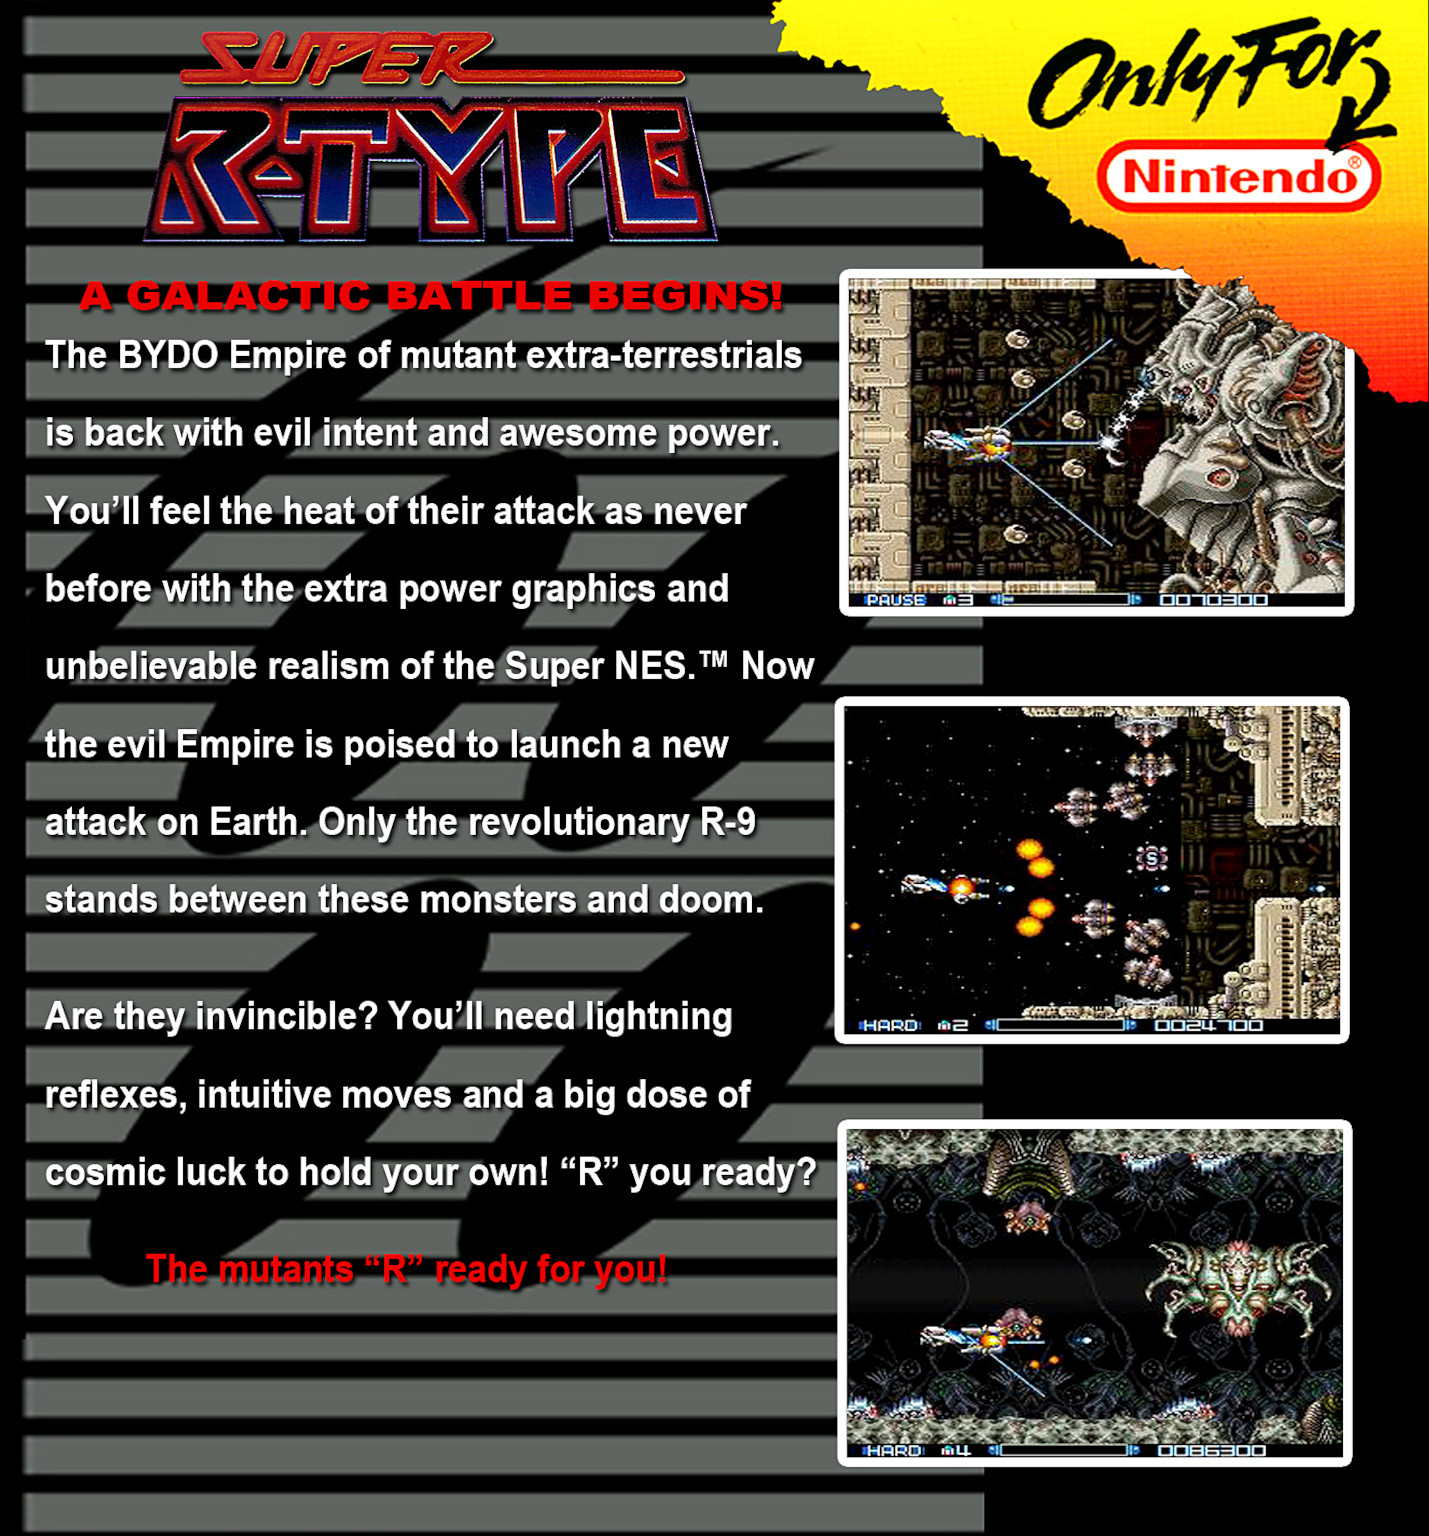 SUPER
R-TYPE
Only For
Nintendo®
A GALACTIC BATTLE BEGINS!
The BYDO Empire of mutant extra-terrestrials
is back with evil intent and awesome power.
You’ll feel the heat of their attack as never
before with the extra power graphics and
unbelievable realism of the Super NES.™ Now
the evil Empire is poised to launch a new
attack on Earth. Only the revolutionary R-9
stands between these monsters and doom.
Are they invincible? You’ll need lightning
reflexes, intuitive moves and a big dose of
cosmic luck to hold your own! “R” you ready?
The mutants “R” ready for you!
PAUSE 3 0070300
S
HARD 2 0024700
HARD 4 0086300